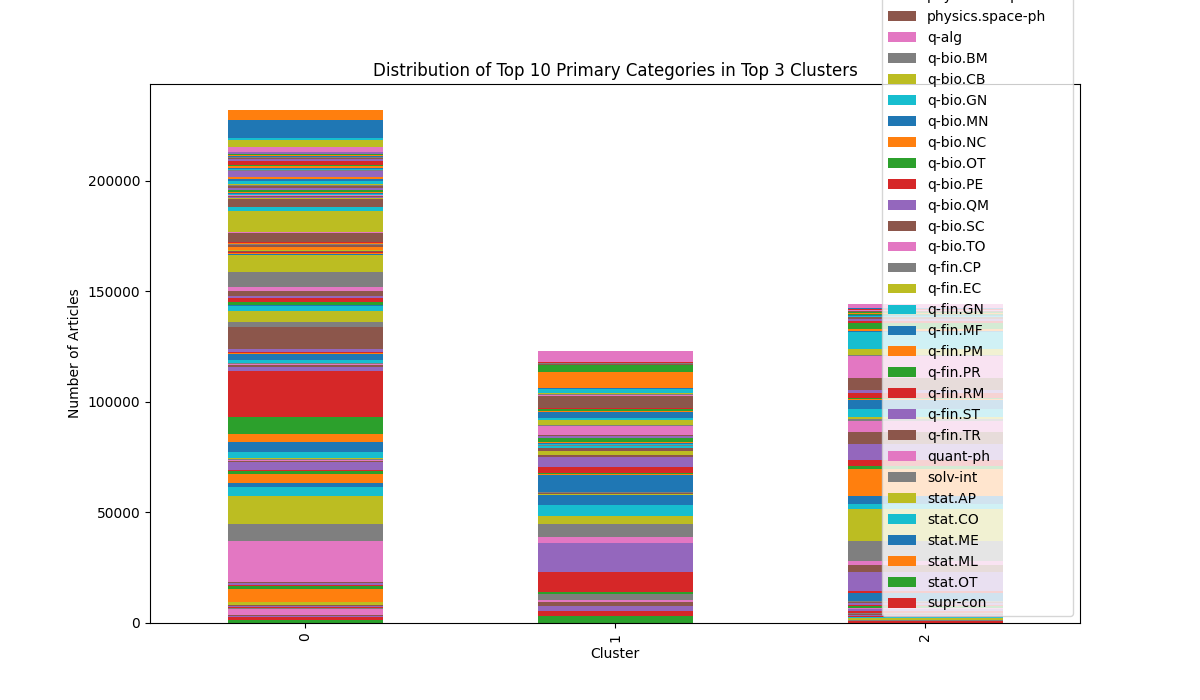 physics.space-ph
q-alg
q-bio.BM
q-bio.CB
q-bio.GN
q-bio.MN
q-bio.NC
q-bio.OT
q-bio.PE
q-bio.QM
q-bio.SC
q-bio.TO
q-fin.CP
q-fin.EC
q-fin.GN
q-fin.MF
q-fin.PM
q-fin.PR
q-fin.RM
q-fin.ST
q-fin.TR
quant-ph
solv-int
stat.AP
stat.CO
stat.ME
stat.ML
stat.OT
supr-con
Distribution of Top 10 Primary Categories in Top 3 Clusters
Number of Articles
200000
150000
100000
50000
0
0
1
2
Cluster